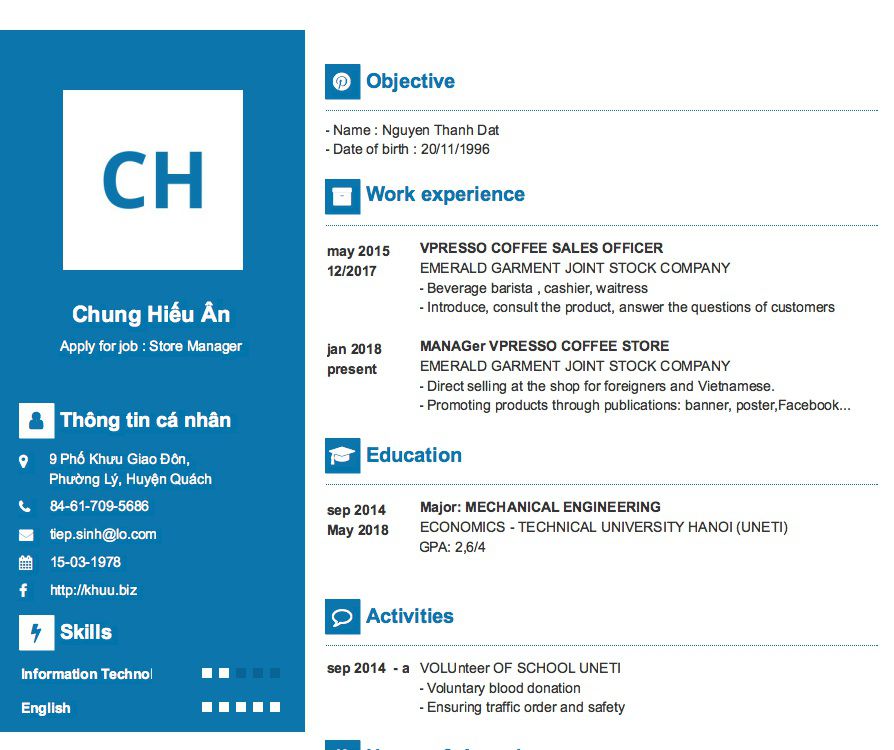 CH
Chung Hiếu Ân
Apply for job : Store Manager
Thông tin cá nhân
9 Phố Khưu Giao Đôn,
Phường Lý, Huyện Quách
84-61-709-5686
tiep.sinh@lo.com
15-03-1978
http://khuu.biz
Skills
Information Technol
English
Objective
- Name : Nguyen Thanh Dat
- Date of birth : 20/11/1996
Work experience
may 2015
12/2017
VPRESSO COFFEE SALES OFFICER
EMERALD GARMENT JOINT STOCK COMPANY
- Beverage barista , cashier, waitress
- Introduce, consult the product, answer the questions of customers
jan 2018
present
MANAGer VPRESSO COFFEE STORE
EMERALD GARMENT JOINT STOCK COMPANY
- Direct selling at the shop for foreigners and Vietnamese.
- Promoting products through publications: banner, poster,Facebook...
Education
sep 2014
May 2018
Major: MECHANICAL ENGINEERING
ECONOMICS - TECHNICAL UNIVERSITY HANOI (UNETI)
GPA: 2,6/4
Activities
sep 2014 - a
VOLUnteer OF SCHOOL UNETI
- Voluntary blood donation
- Ensuring traffic order and safety